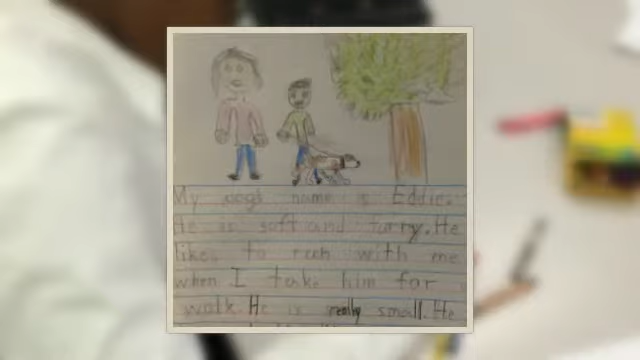 My dogs name is Eddie.
He is soft and furry. He
likes to run with me
when I take him for
walk. He is really small. He